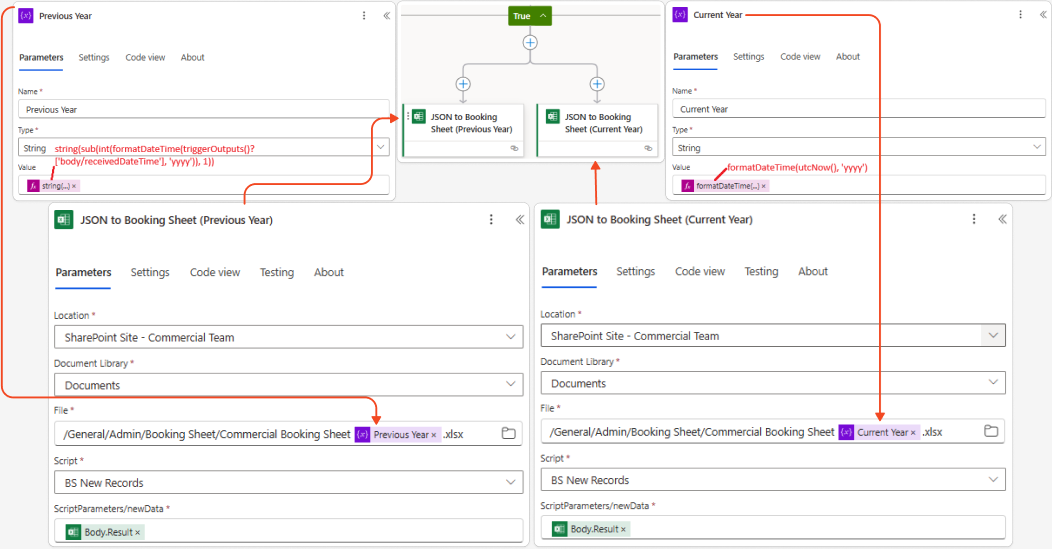 Previous Year
Parameters Settings Code view About
Name *
Previous Year
Type *
String
string(sub(int(formatDateTime(triggerOutputs()?
['body/receivedDateTime'], 'yyyy')), 1))
Value
fx string(...) ×
True
JSON to Booking
Sheet (Previous Year)
JSON to Booking
Sheet (Current Year)
{x} Current Year
Parameters Settings Code view About
Name *
Current Year
Type *
String
Value
formatDateTime(utcNow(), 'yyyy')
fx formatDateTime(...) ×
JSON to Booking Sheet (Previous Year)
Parameters Settings Code view Testing About
Location *
SharePoint Site - Commercial Team
Document Library *
Documents
File *
/General/Admin/Booking Sheet/Commercial Booking Sheet {x} Previous Year × .xlsx
Script *
BS New Records
ScriptParameters/newData *
Body.Result ×
JSON to Booking Sheet (Current Year)
Parameters Settings Code view Testing About
Location *
SharePoint Site - Commercial Team
Document Library *
Documents
File *
/General/Admin/Booking Sheet/Commercial Booking Sheet {x} Current Year × .xlsx
Script *
BS New Records
ScriptParameters/newData *
Body.Result ×